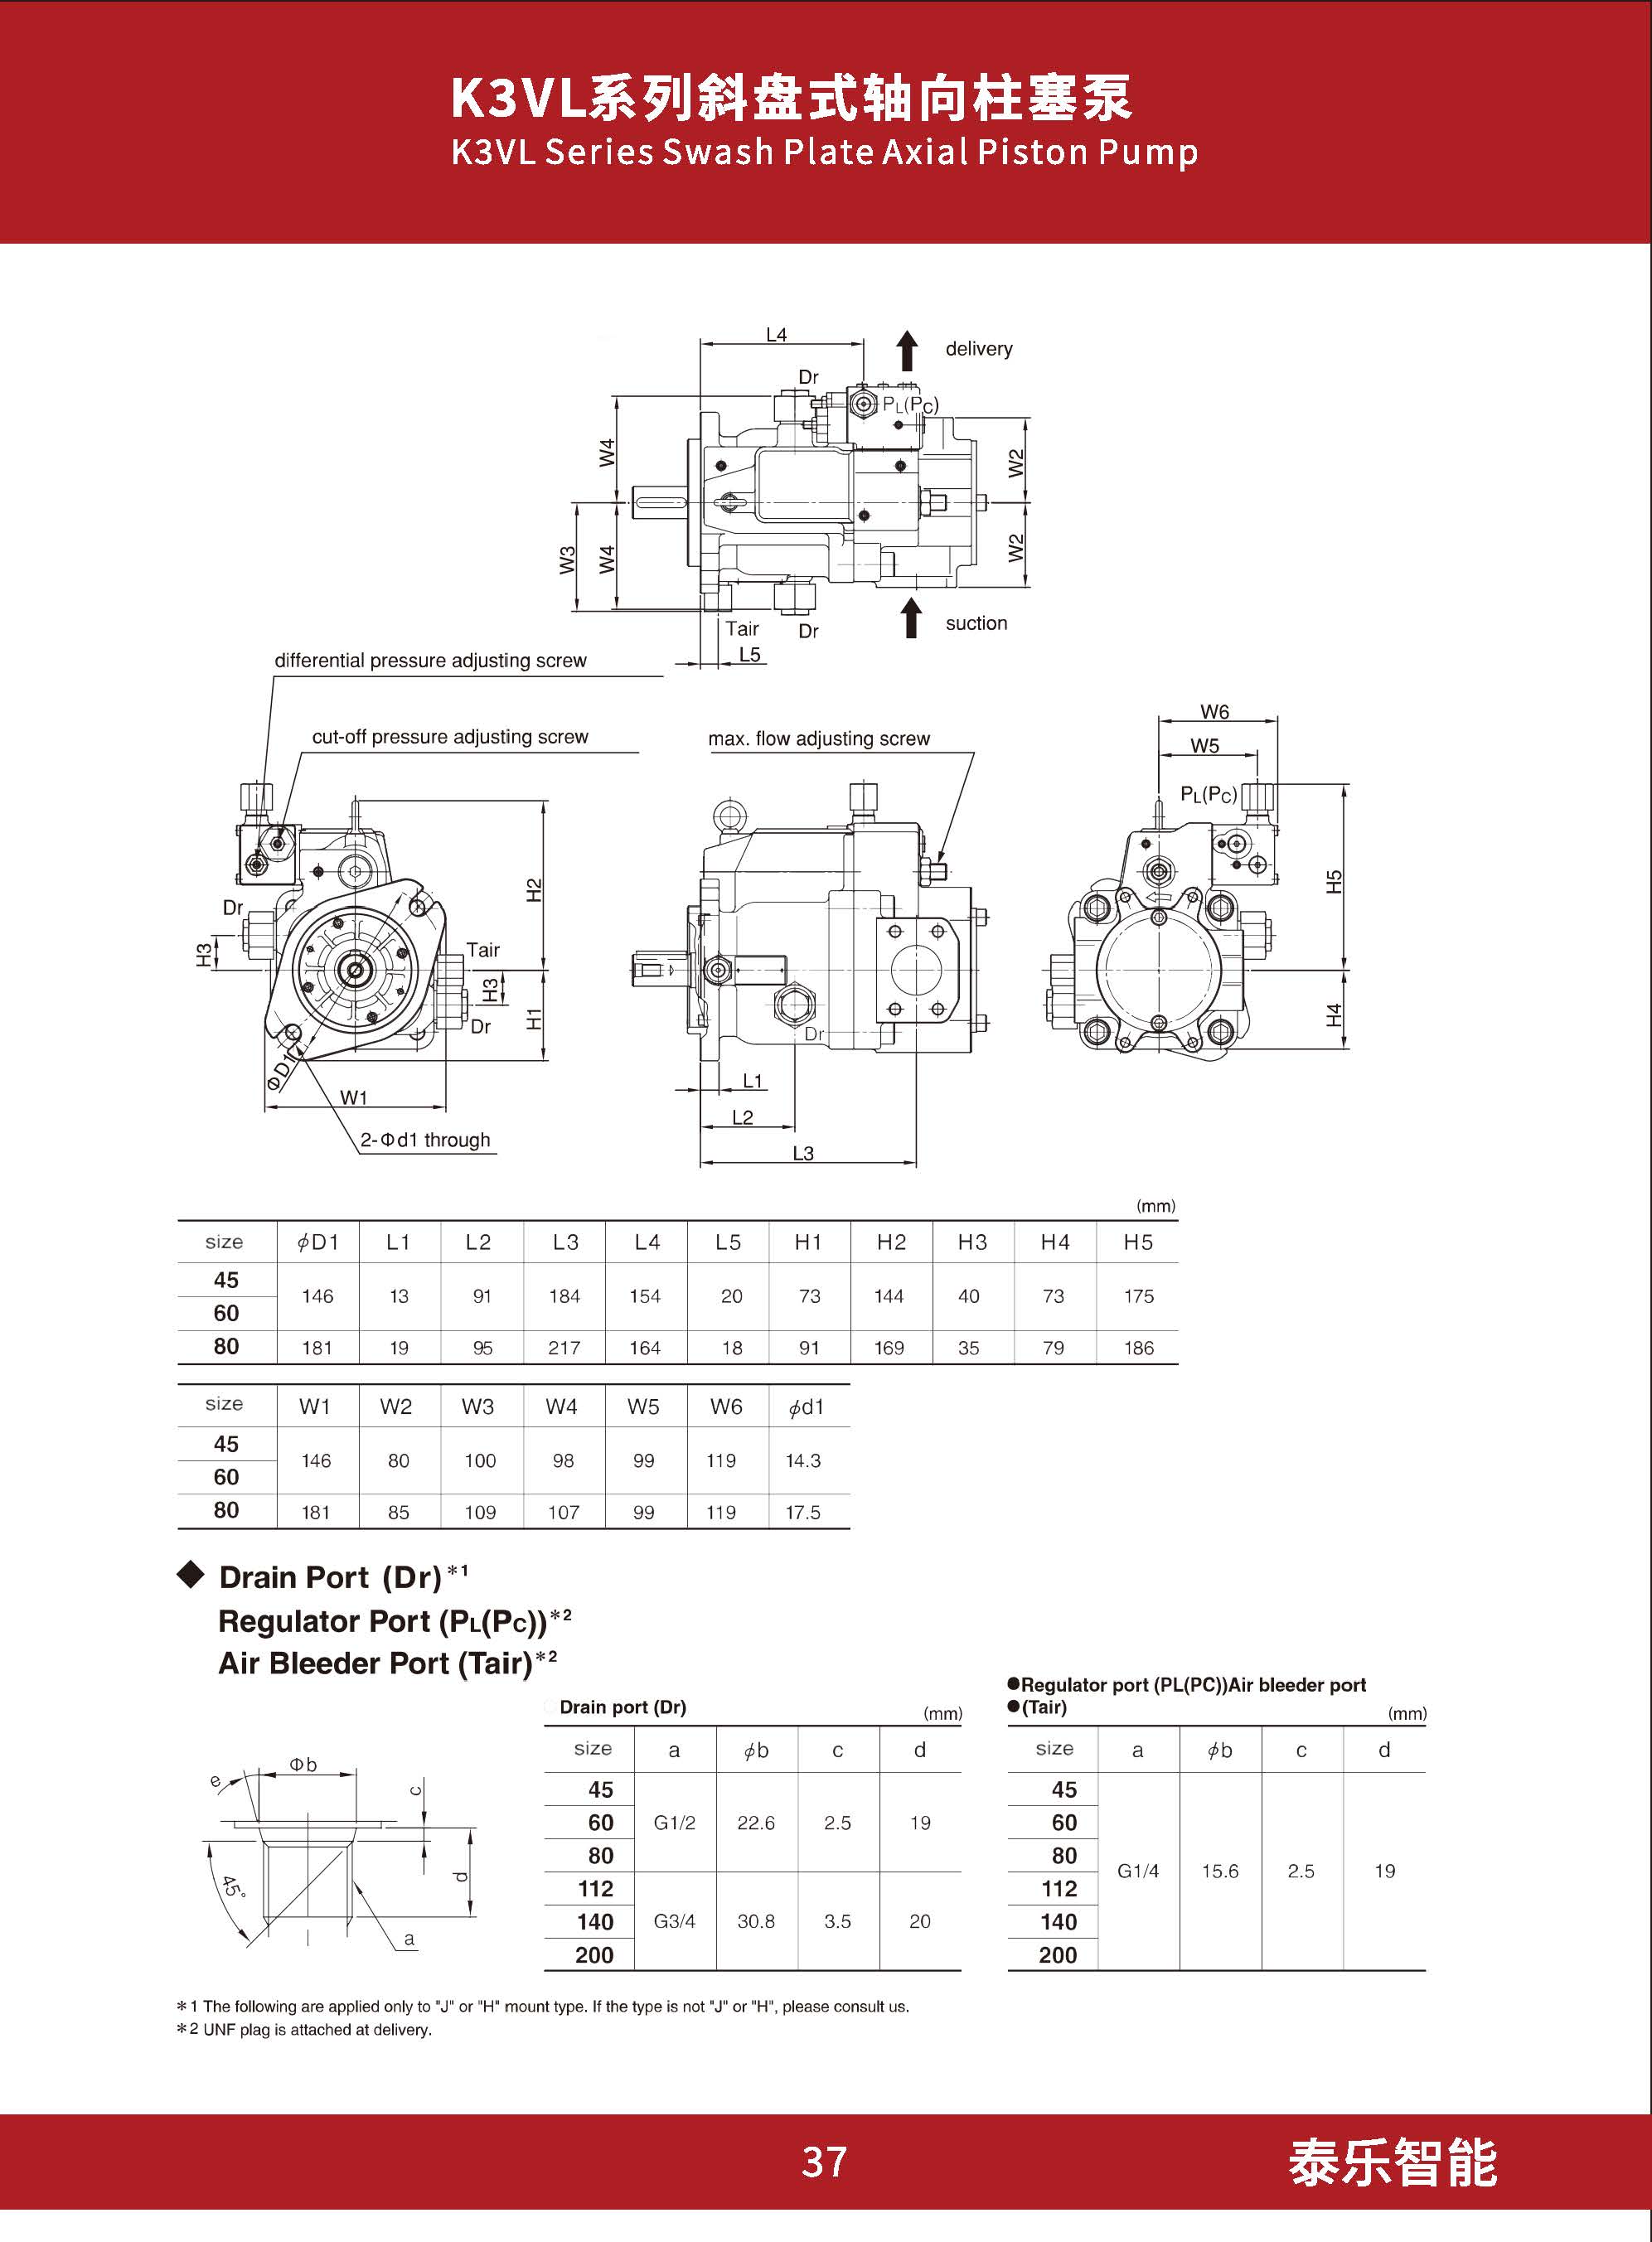 K3VL系列斜盘式轴向柱塞泵
K3VL Series Swash Plate Axial Piston Pump
L4
delivery
Dr
PL(PC)
W4
W2
W3
W4
W2
Tair
Dr
suction
L5
differential pressure adjusting screw
cut-off pressure adjusting screw
max. flow adjusting screw
W6
W5
PL(PC)
H2
H5
Dr
H3
Tair
H3
H1
Dr
Dr
H4
ΦD1
W1
L1
L2
2-Φd1 through
L3
(mm)
size ϕD1 L1 L2 L3 L4 L5 H1 H2 H3 H4 H5
45
146 13 91 184 154 20 73 144 40 73 175
60
80 181 19 95 217 164 18 91 169 35 79 186
size W1 W2 W3 W4 W5 W6 ϕd1
45
146 80 100 98 99 119 14.3
60
80 181 85 109 107 99 119 17.5
◆ Drain Port (Dr)*1
Regulator Port (PL(PC))*2
Air Bleeder Port (Tair)*2
Drain port (Dr) (mm)
size a ϕb c d
45
60 G1/2 22.6 2.5 19
80
112
140 G3/4 30.8 3.5 20
200
●Regulator port (PL(PC))Air bleeder port
●(Tair) (mm)
size a ϕb c d
45
60
80
G1/4 15.6 2.5 19
112
140
200
Φb
e
c
d
45°
a
*1 The following are applied only to "J" or "H" mount type. If the type is not "J" or "H", please consult us.
*2 UNF plag is attached at delivery.
37
泰乐智能